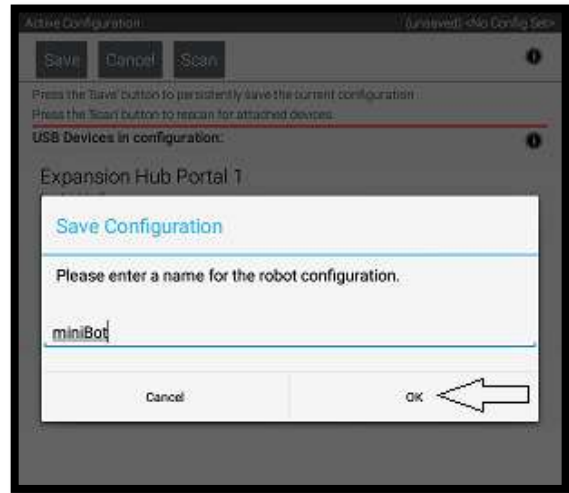 Active Configuration (unsaved) <No Config Set>
Save Cancel Scan
Press the 'Save' button to persistently save the current configuration
Press the 'Scan' button to rescan for attached devices.
USB Devices in configuration:
Expansion Hub Portal 1
Save Configuration
Please enter a name for the robot configuration.
miniBot
Cancel OK